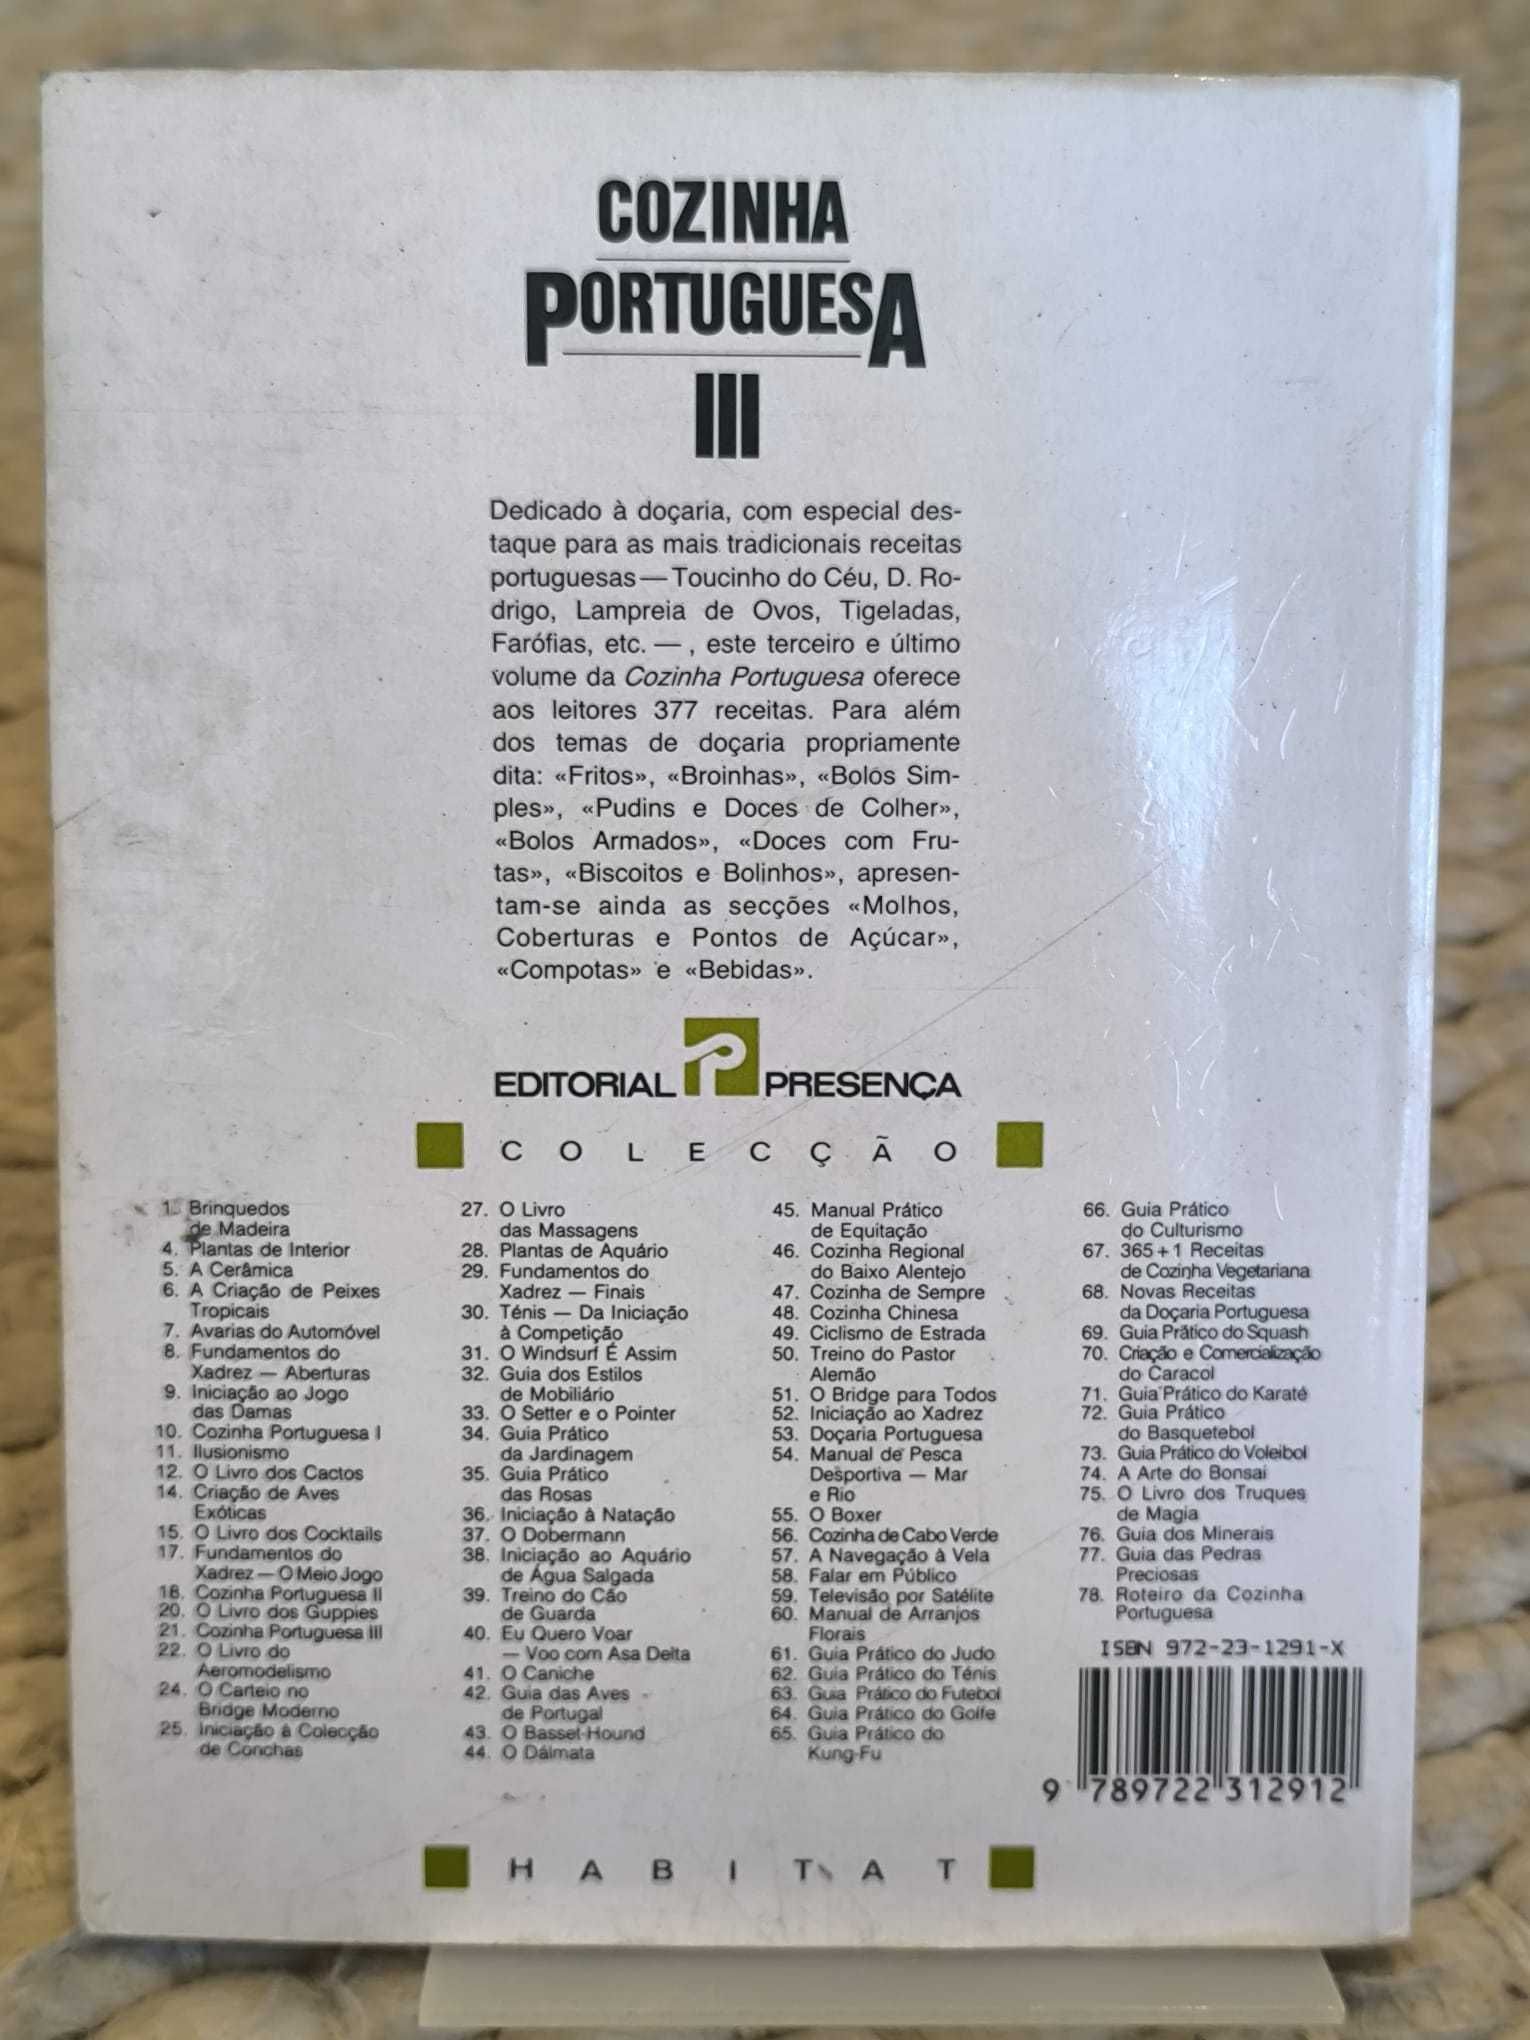 COZINHA
PORTUGUESA
III
Dedicado à doçaria, com especial des-
taque para as mais tradicionais receitas
portuguesas — Toucinho do Céu, D. Ro-
drigo, Lampreia de Ovos, Tigeladas,
Farófias, etc. — , este terceiro e último
volume da Cozinha Portuguesa oferece
aos leitores 377 receitas. Para além
dos temas de doçaria propriamente
dita: «Fritos», «Broinhas», «Bolos Sim-
ples», «Pudins e Doces de Colher»,
«Bolos Armados», «Doces com Fru-
tas», «Biscoitos e Bolinhos», apresen-
tam-se ainda as secções «Molhos,
Coberturas e Pontos de Açúcar»,
«Compotas» e «Bebidas».
EDITORIAL PRESENÇA
COLECÇÃO
1. Brinquedos
de Madeira
4. Plantas de Interior
5. A Cerâmica
6. A Criação de Peixes
Tropicais
7. Avarias do Automóvel
8. Fundamentos do
Xadrez — Aberturas
9. Iniciação ao Jogo
das Damas
10. Cozinha Portuguesa I
11. Ilusionismo
12. O Livro dos Cactos
14. Criação de Aves
Exóticas
15. O Livro dos Cocktails
17. Fundamentos do
Xadrez — O Meio Jogo
18. Cozinha Portuguesa II
20. O Livro dos Guppies
21. Cozinha Portuguesa III
22. O Livro do
Aeromodelismo
24. O Carteio no
Bridge Moderno
25. Iniciação à Colecção
de Conchas
27. O Livro
das Massagens
28. Plantas de Aquário
29. Fundamentos do
Xadrez — Finais
30. Ténis — Da Iniciação
à Competição
31. O Windsurf É Assim
32. Guia dos Estilos
de Mobiliário
33. O Setter e o Pointer
34. Guia Prático
da Jardinagem
35. Guia Prático
das Rosas
36. Iniciação à Natação
37. O Dobermann
38. Iniciação ao Aquário
de Água Salgada
39. Treino do Cão
de Guarda
40. Eu Quero Voar
— Voo com Asa Delta
41. O Caniche
42. Guia das Aves
de Portugal
43. O Basset-Hound
44. O Dálmata
45. Manual Prático
de Equitação
46. Cozinha Regional
do Baixo Alentejo
47. Cozinha de Sempre
48. Cozinha Chinesa
49. Ciclismo de Estrada
50. Treino do Pastor
Alemão
51. O Bridge para Todos
52. Iniciação ao Xadrez
53. Doçaria Portuguesa
54. Manual de Pesca
Desportiva — Mar
e Rio
55. O Boxer
56. Cozinha de Cabo Verde
57. A Navegação à Vela
58. Falar em Público
59. Televisão por Satélite
60. Manual de Arranjos
Florais
61. Guia Prático do Judo
62. Guia Prático do Ténis
63. Guia Prático do Futebol
64. Guia Prático do Golfe
65. Guia Prático do
Kung-Fu
66. Guia Prático
do Culturismo
67. 365+1 Receitas
de Cozinha Vegetariana
68. Novas Receitas
da Doçaria Portuguesa
69. Guia Prático do Squash
70. Criação e Comercialização
do Caracol
71. Guia Prático do Karaté
72. Guia Prático
do Basquetebol
73. Guia Prático do Voleibol
74. A Arte do Bonsai
75. O Livro dos Truques
de Magia
76. Guia dos Minerais
77. Guia das Pedras
Preciosas
78. Roteiro da Cozinha
Portuguesa
ISBN 972-23-1291-X
9 789722 312912
HABITAT